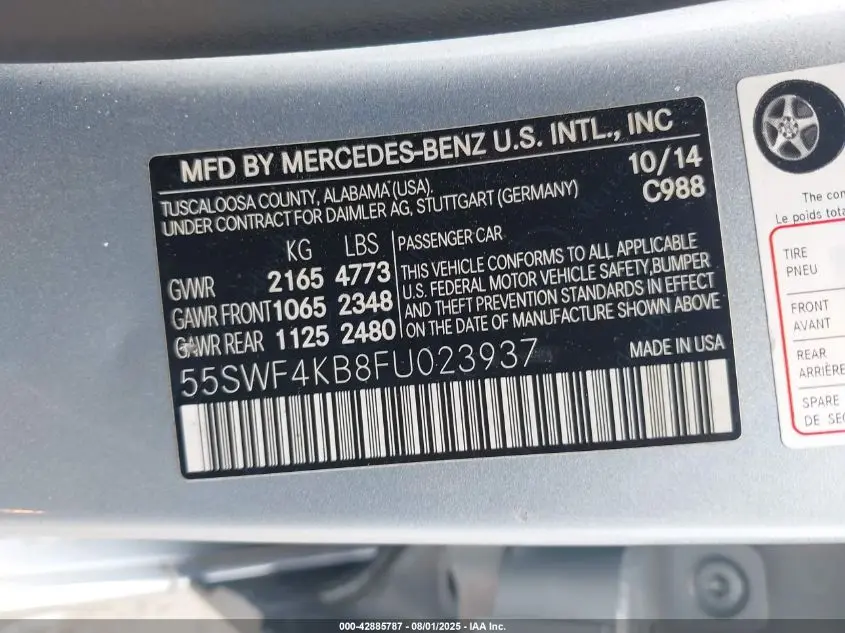 MFD BY MERCEDES-BENZ U.S. INTL., INC
TUSCALOOSA COUNTY, ALABAMA (USA). 10/14
UNDER CONTRACT FOR DAIMLER AG, STUTTGART (GERMANY) C988
KG LBS PASSENGER CAR
GVWR 2165 4773 THIS VEHICLE CONFORMS TO ALL APPLICABLE
U.S. FEDERAL MOTOR VEHICLE SAFETY, BUMPER
GAWR FRONT 1065 2348 AND THEFT PREVENTION STANDARDS IN EFFECT
GAWR REAR 1125 2480 ON THE DATE OF MANUFACTURE SHOWN ABOVE
55SWF4KB8FU023937 MADE IN USA
The com
Le poids tota
TIRE
PNEU
FRONT
AVANT
REAR
ARRIÈRE
SPARE
DE SEC
000-42885787 - 08/01/2025 - IAA Inc.